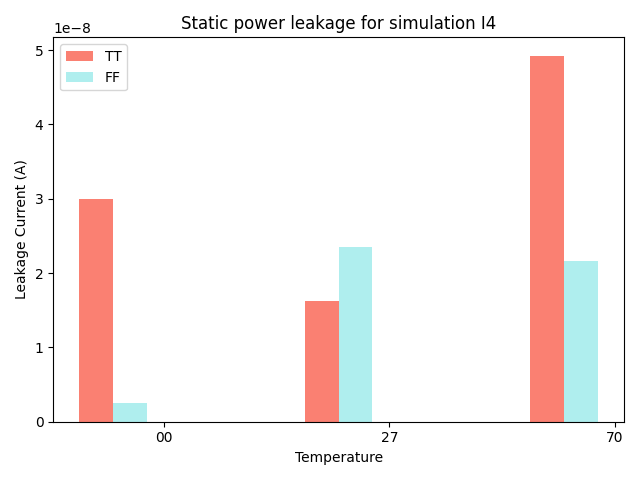 Static power leakage for simulation I4
1e−8
TT
FF
5
4
3
2
1
0
Leakage Current (A)
00
27
70
Temperature